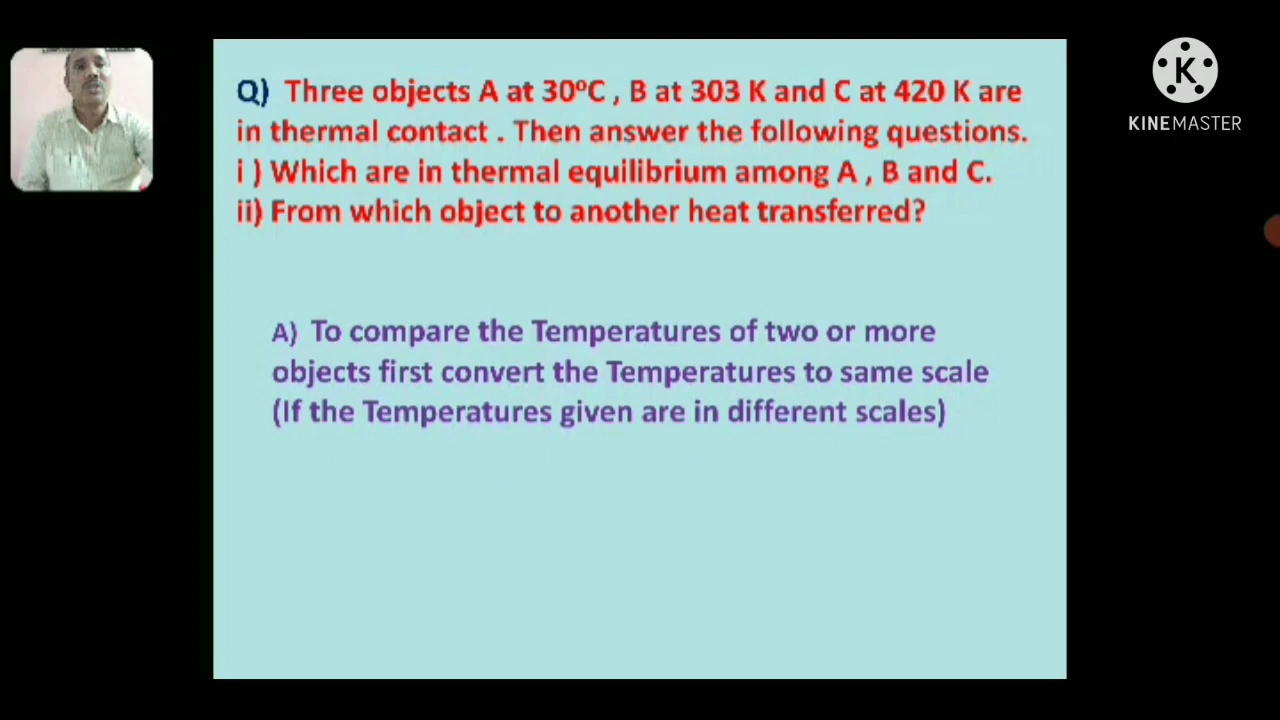 Q) Three objects A at 30⁰C , B at 303 K and C at 420 K are
in thermal contact . Then answer the following questions.
i ) Which are in thermal equilibrium among A , B and C.
ii) From which object to another heat transferred?
A) To compare the Temperatures of two or more
objects first convert the Temperatures to same scale
(If the Temperatures given are in different scales)
K
KINEMASTER